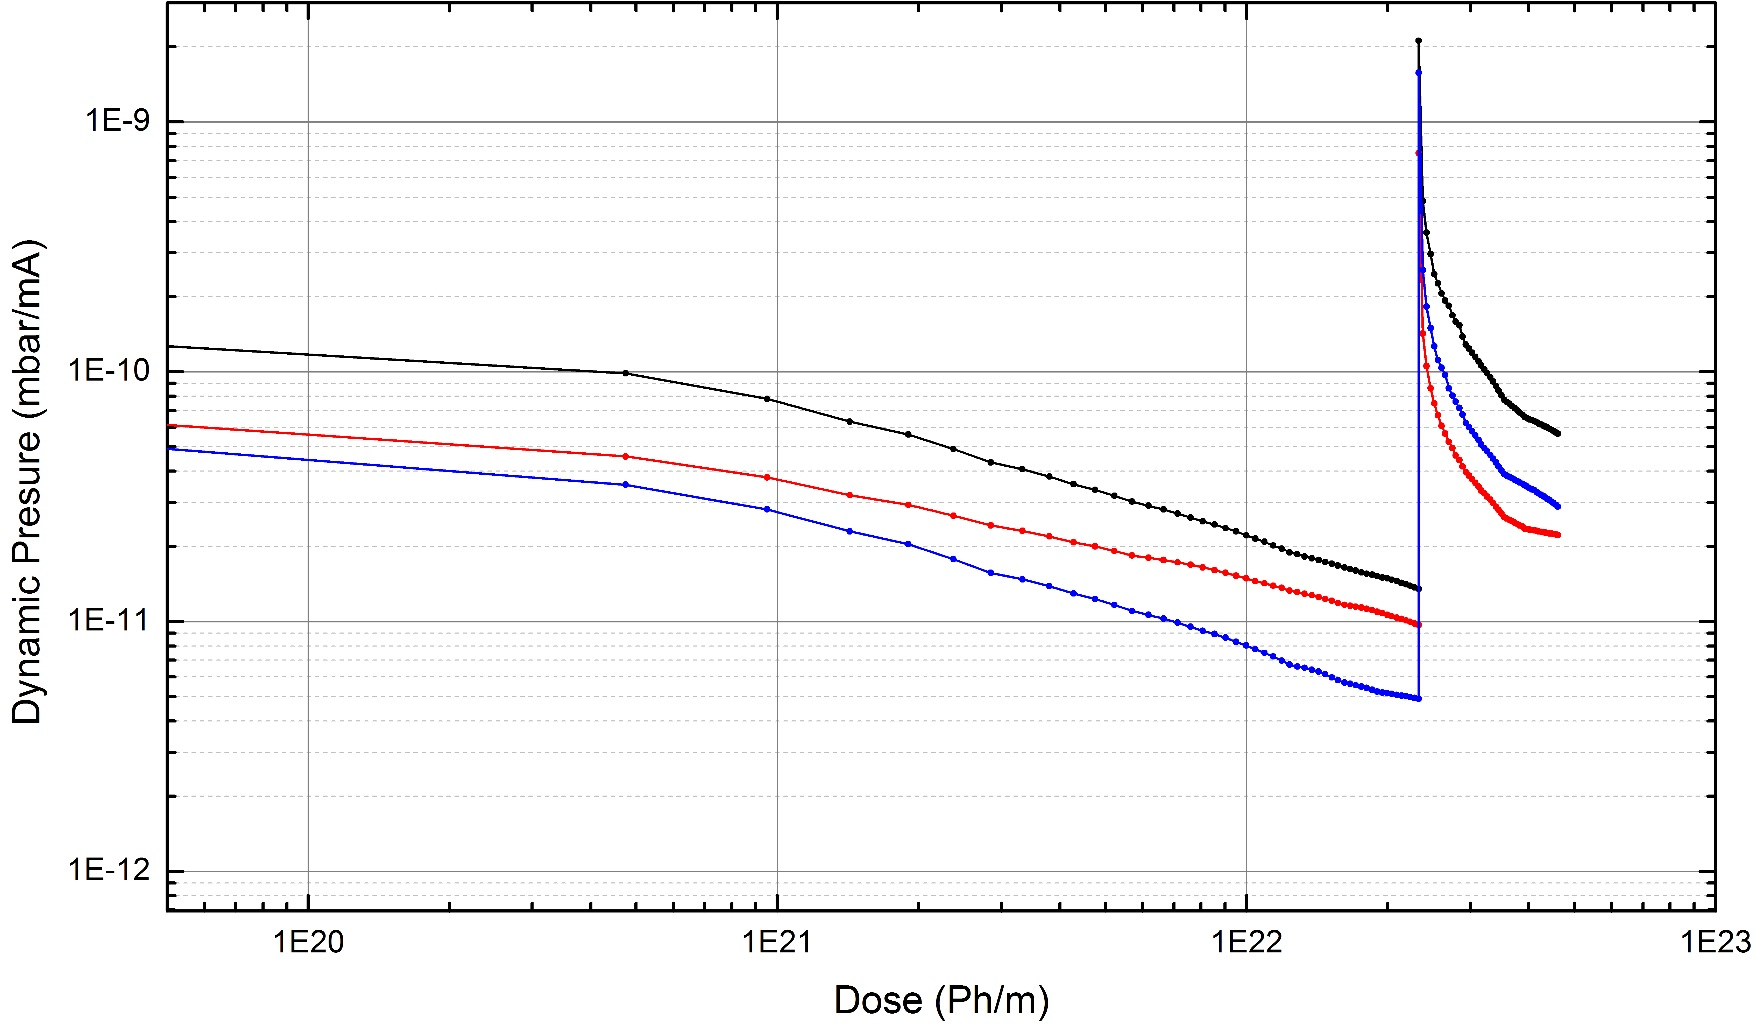 Dynamic Presure (mbar/mA)
1E-9
1E-10
1E-11
1E-12
1E20
1E21
1E22
1E23
Dose (Ph/m)